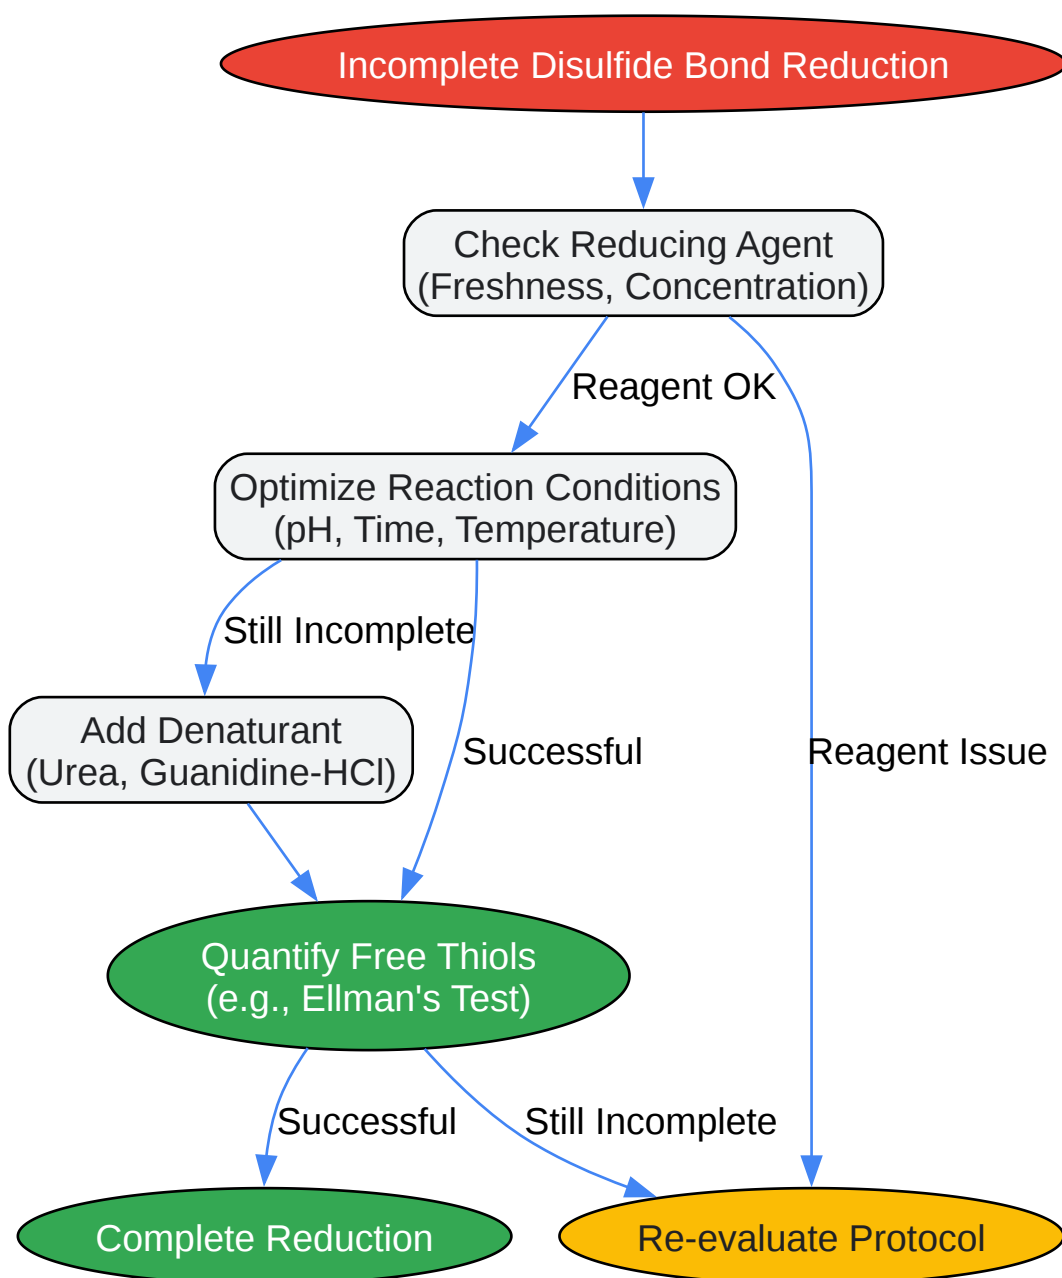 Incomplete Disulfide Bond Reduction
Check Reducing Agent
(Freshness, Concentration)
Reagent OK
Optimize Reaction Conditions
(pH, Time, Temperature)
Still Incomplete
Add Denaturant
(Urea, Guanidine-HCl)
Successful
Reagent Issue
Quantify Free Thiols
(e.g., Ellman's Test)
Successful
Still Incomplete
Complete Reduction
Re-evaluate Protocol